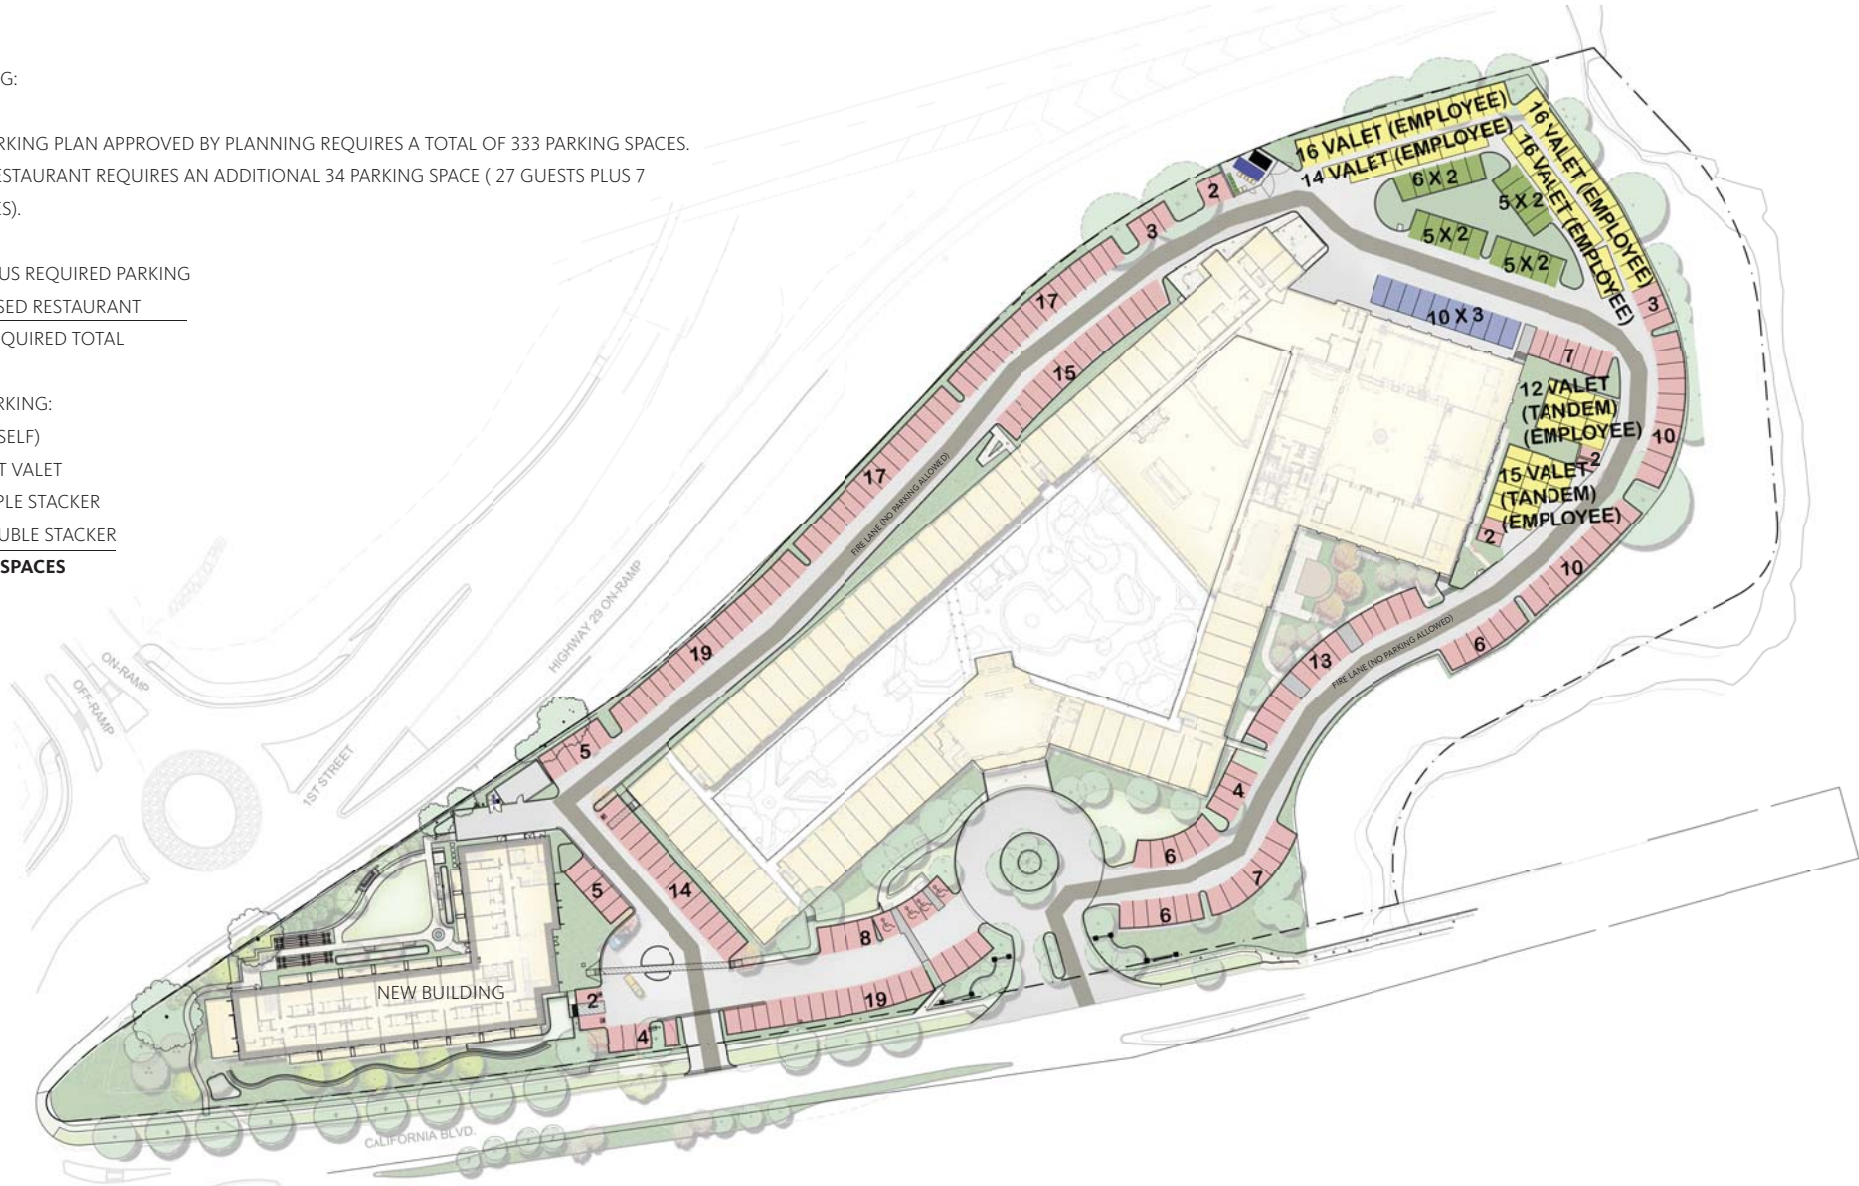 G:
RKING PLAN APPROVED BY PLANNING REQUIRES A TOTAL OF 333 PARKING SPACES.
ESTAURANT REQUIRES AN ADDITIONAL 34 PARKING SPACE ( 27 GUESTS PLUS 7
S).
US REQUIRED PARKING
SED RESTAURANT
QUIRED TOTAL
RKING:
SELF)
T VALET
PLE STACKER
UBLE STACKER
SPACES
16 VALET (EMPLOYEE)
14 VALET (EMPLOYEE)
16 VALET (EMPLOYEE)
16 VALET (EMPLOYEE)
6 X 2
5 X 2
5 X 2
5 X 2
10 X 3
2
3
17
15
17
19
5
3
7
12 VALET
(TANDEM)
(EMPLOYEE)
10
2
15 VALET
(TANDEM)
(EMPLOYEE)
2
10
6
13
4
6
7
6
FIRE LANE (NO PARKING ALLOWED)
FIRE LANE (NO PARKING ALLOWED)
HIGHWAY 29 ON-RAMP
ON-RAMP
OFF-RAMP
1ST STREET
5
14
8
19
2
4
NEW BUILDING
CALIFORNIA BLVD.